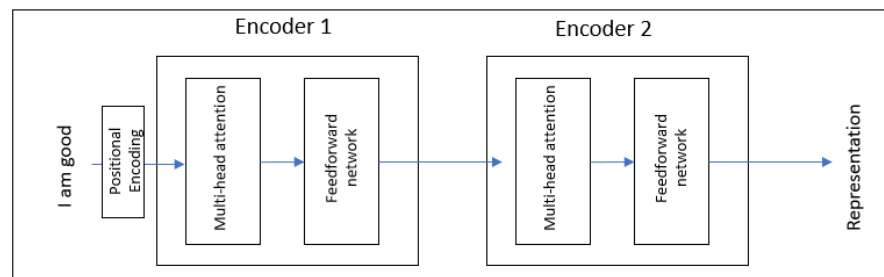 Encoder 1
Encoder 2
I am good
Positional
Encoding
Multi-head attention
Feedforward
network
Multi-head attention
Feedforward
network
Representation